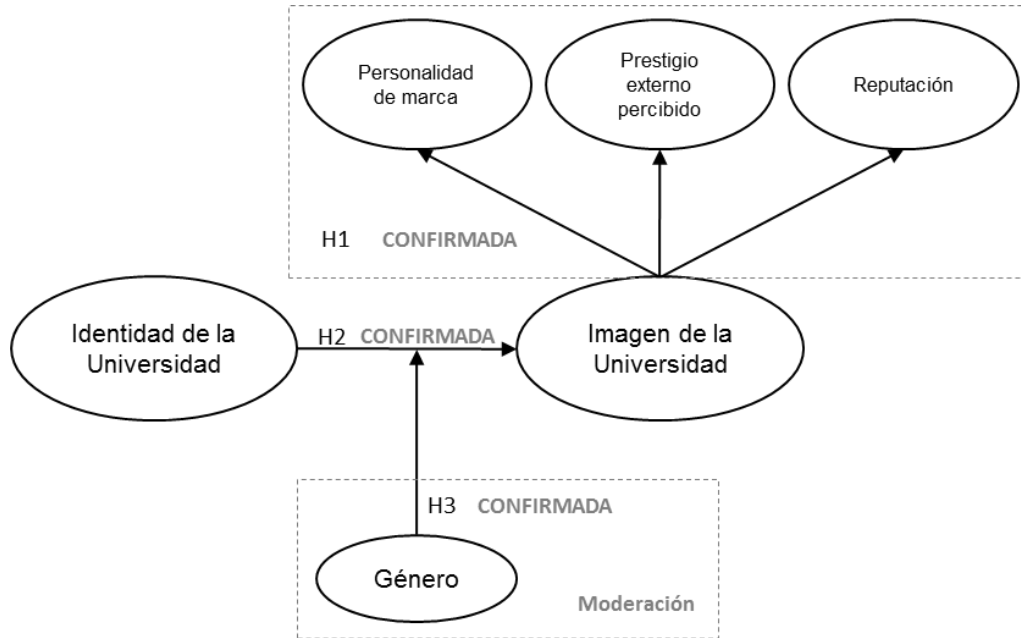 Personalidad
de marca
Prestigio
externo
percibido
Reputación
H1 CONFIRMADA
Identidad de la
Universidad
H2 CONFIRMADA
Imagen de la
Universidad
H3 CONFIRMADA
Género
Moderación